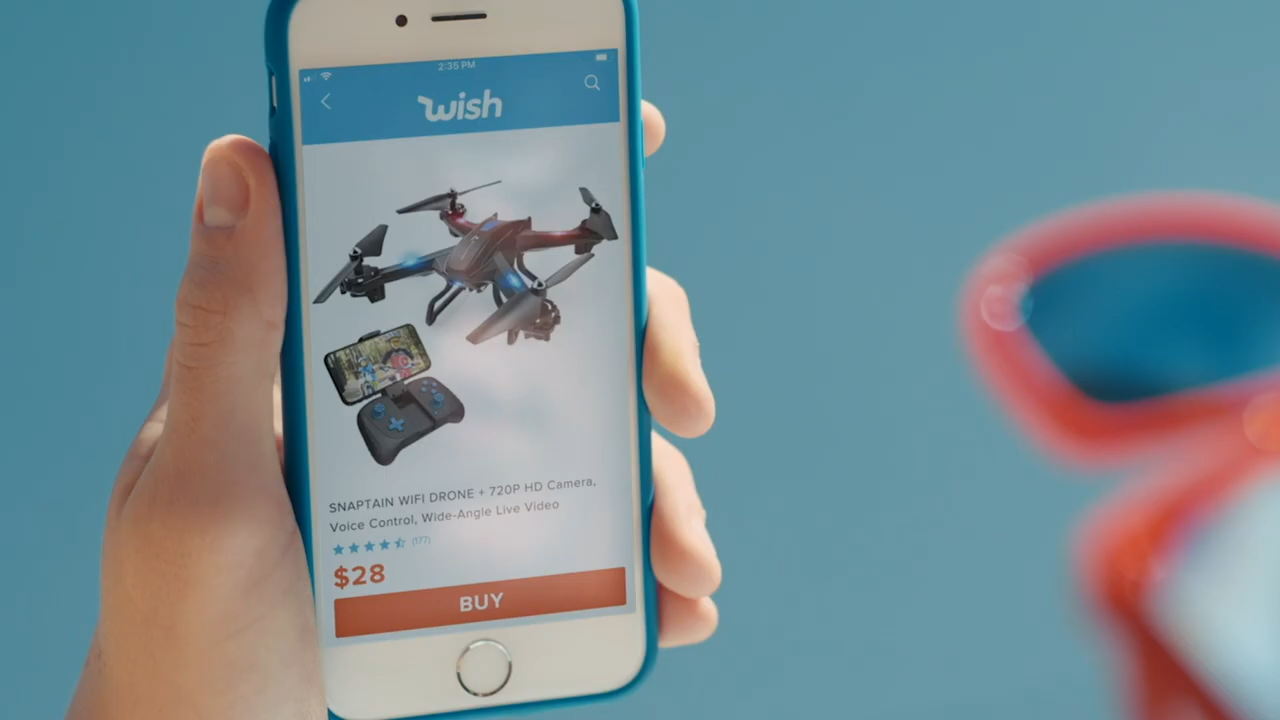 2:35 PM
wish
SNAPTAIN WIFI DRONE + 720P HD Camera,
Voice Control, Wide-Angle Live Video
(177)
$28
BUY